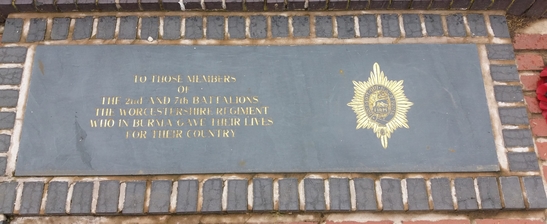 TO THOSE MEMBERS
OF
THE 2nd AND 7th BATTALIONS
THE WORCESTERSHIRE REGIMENT
WHO IN BURMA GAVE THEIR LIVES
FOR THEIR COUNTRY